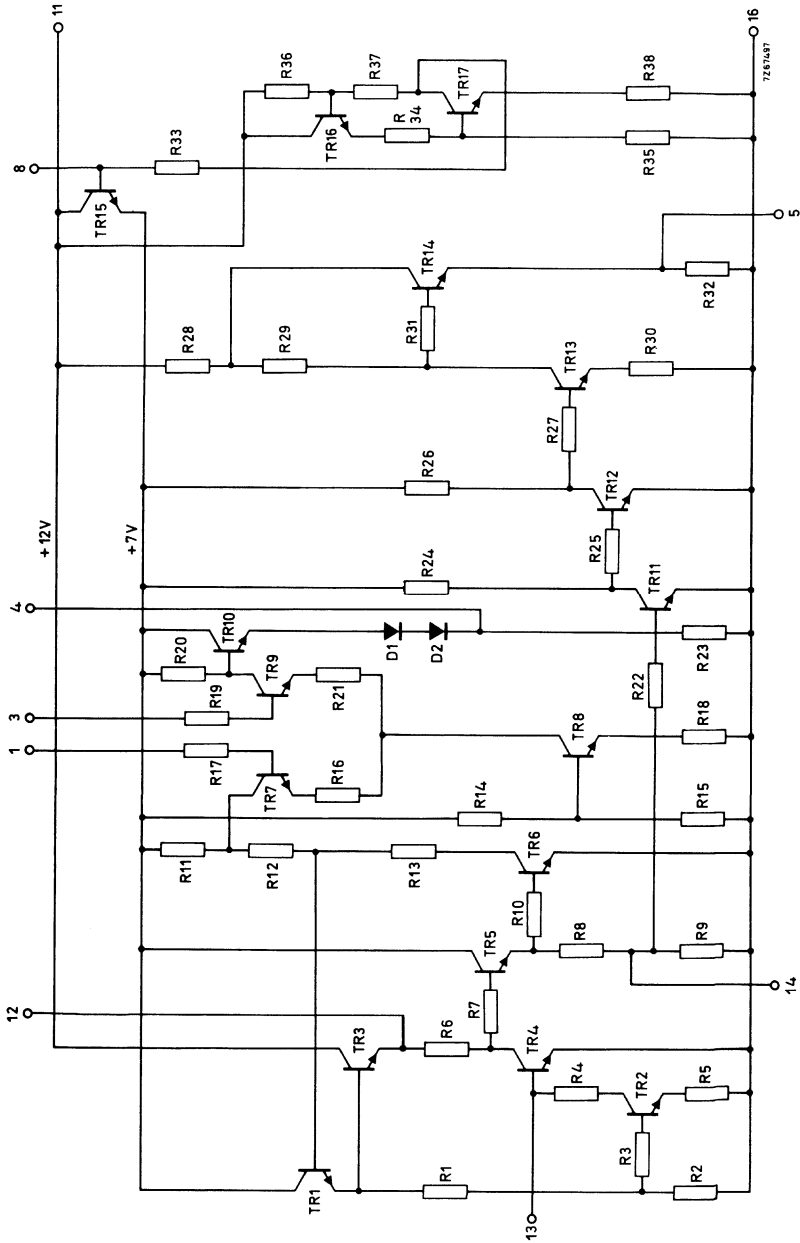 11
16
7Z67497
R36
R37
TR17
R38
TR16
R
34
R35
8
R33
TR15
5
TR14
R32
R28
R29
R31
TR13
R30
R27
R26
TR12
+12V
+7V
R24
R25
TR11
4
R20
TR10
D1
D2
R23
R19
TR9
R21
R22
3
1
R17
TR7
R16
TR8
R18
R14
R15
R11
R12
R13
TR6
R10
TR5
R8
R9
14
12
R7
TR3
R6
TR4
R4
TR2
R5
R3
TR1
R1
R2
13